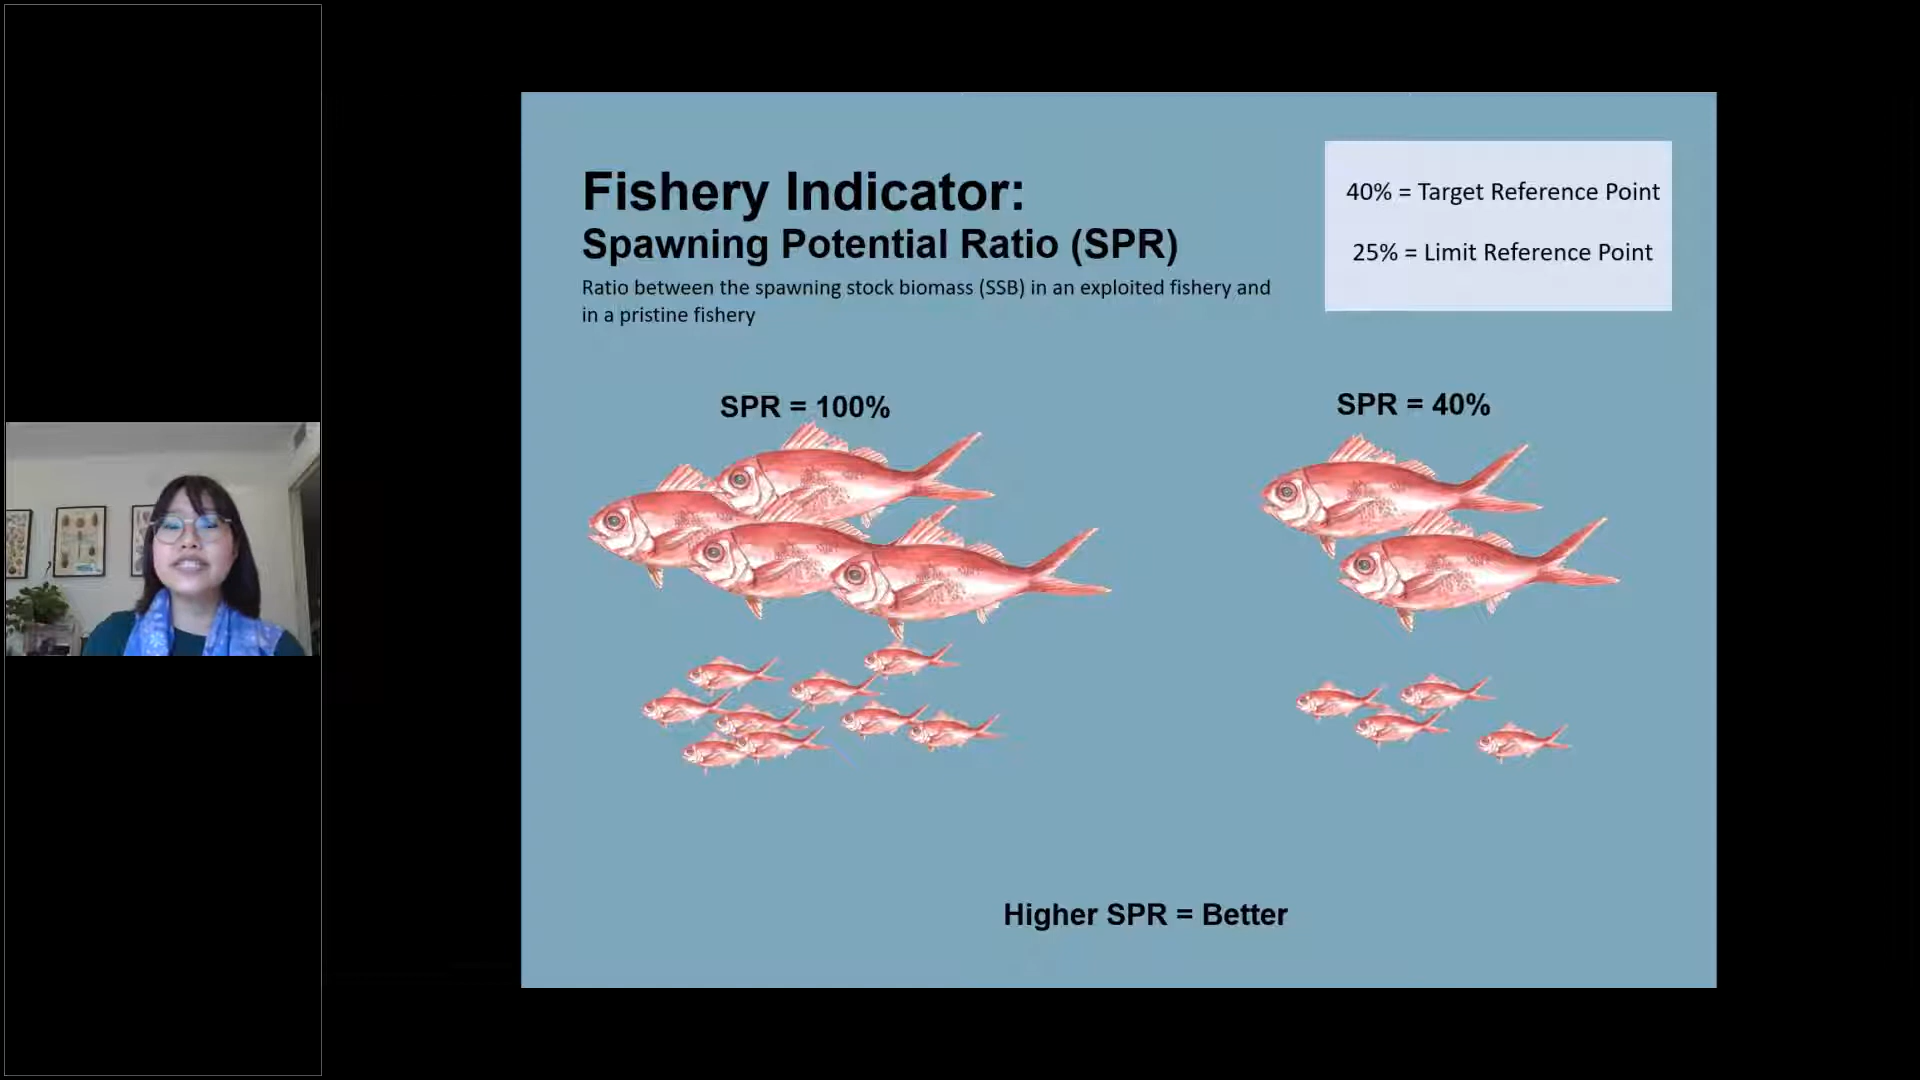 Fishery Indicator:
Spawning Potential Ratio (SPR)
Ratio between the spawning stock biomass (SSB) in an exploited fishery and
in a pristine fishery
40% = Target Reference Point
25% = Limit Reference Point
SPR = 100%
SPR = 40%
Higher SPR = Better